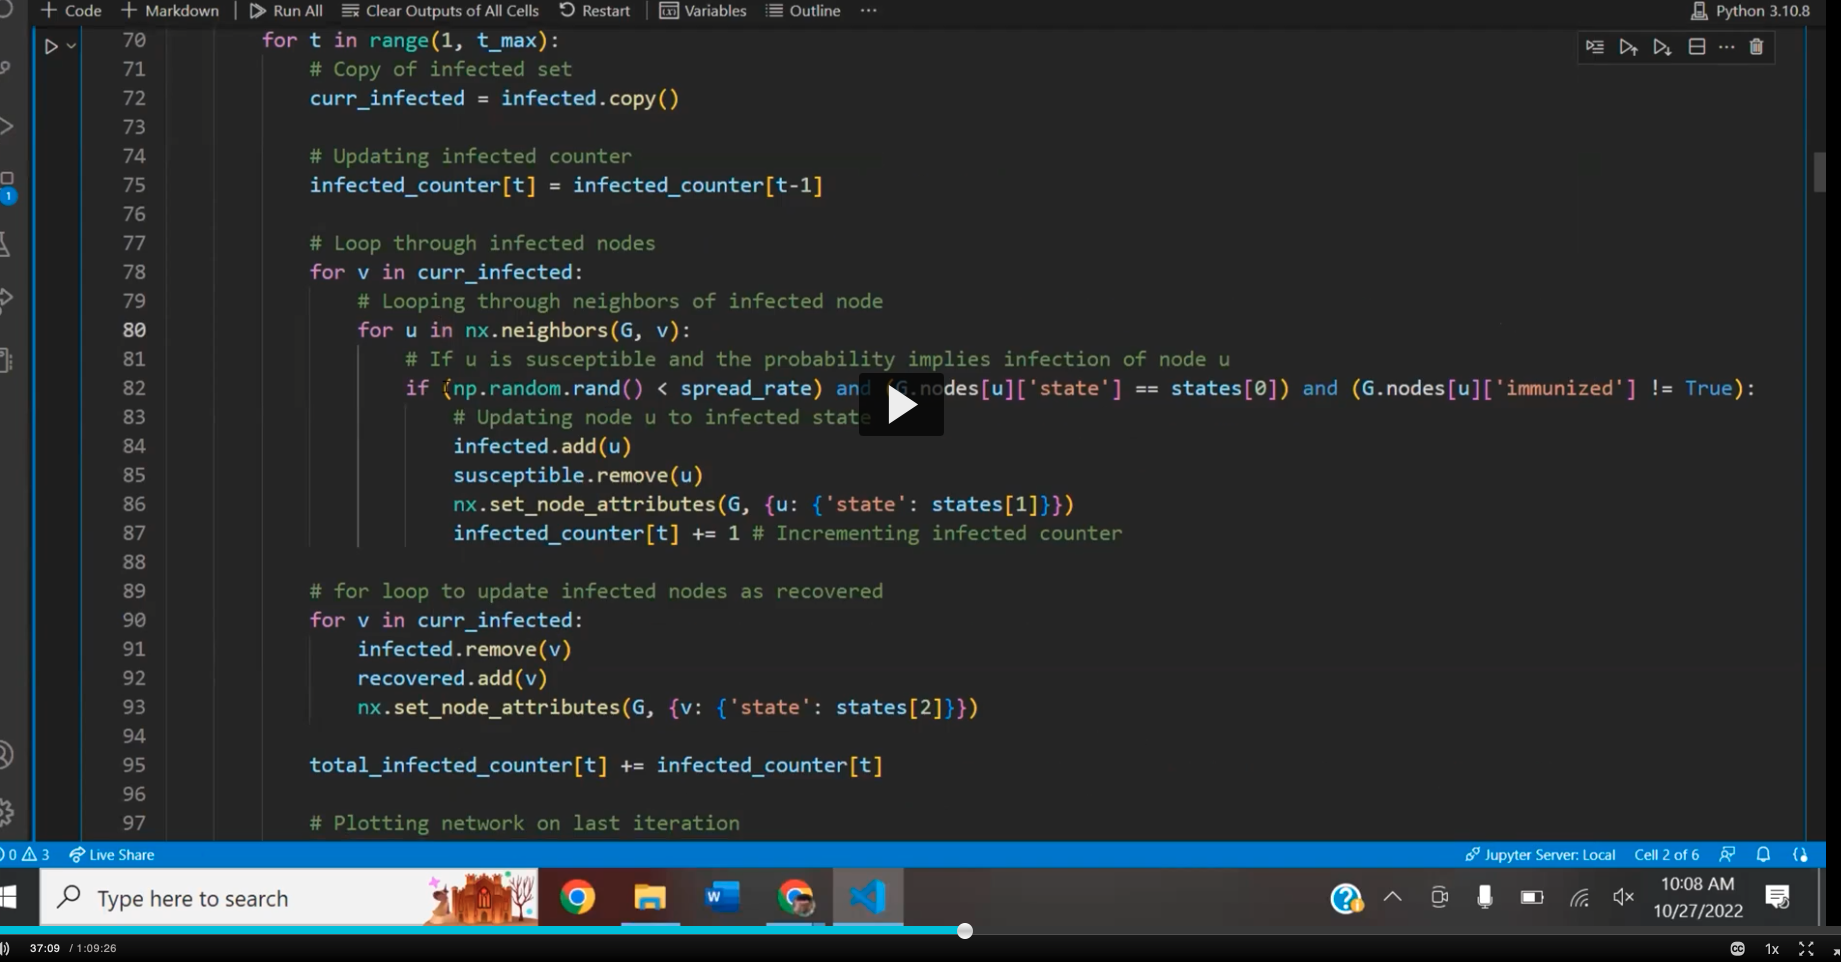 Code
Markdown
Run All
Clear Outputs of All Cells
Restart
Variables
Outline
...
Python 3.10.8
70 for t in range(1, t_max):
71 # Copy of infected set
72 curr_infected = infected.copy()
73
74 # Updating infected counter
75 infected_counter[t] = infected_counter[t-1]
76
77 # Loop through infected nodes
78 for v in curr_infected:
79 # Looping through neighbors of infected node
80 for u in nx.neighbors(G, v):
81 # If u is susceptible and the probability implies infection of node u
82 if (np.random.rand() < spread_rate) and (G.nodes[u]['state'] == states[0]) and (G.nodes[u]['immunized'] != True):
83 # Updating node u to infected state
84 infected.add(u)
85 susceptible.remove(u)
86 nx.set_node_attributes(G, {u: {'state': states[1]}})
87 infected_counter[t] += 1 # Incrementing infected counter
88
89 # for loop to update infected nodes as recovered
90 for v in curr_infected:
91 infected.remove(v)
92 recovered.add(v)
93 nx.set_node_attributes(G, {v: {'state': states[2]}})
94
95 total_infected_counter[t] += infected_counter[t]
96
97 # Plotting network on last iteration
1
0 3 Live Share
Jupyter Server: Local
Cell 2 of 6
Type here to search
10:08 AM
10/27/2022
37:09 / 1:09:26
CC
1x